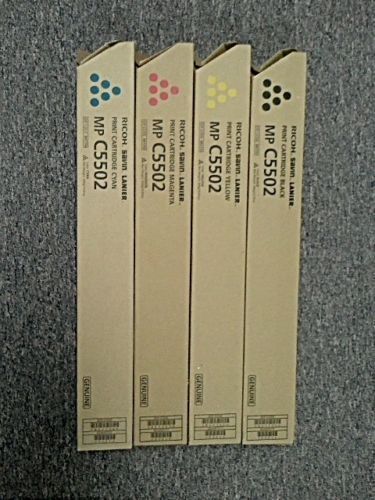 RICOH. savin. LANIER.
PRINT CARTRIDGE CYAN
MP C5502
GENUINE
RICOH. savin. LANIER.
PRINT CARTRIDGE MAGENTA
MP C5502
GENUINE
RICOH. savin. LANIER.
PRINT CARTRIDGE YELLOW
MP C5502
GENUINE
RICOH. savin. LANIER.
PRINT CARTRIDGE BLACK
MP C5502
GENUINE